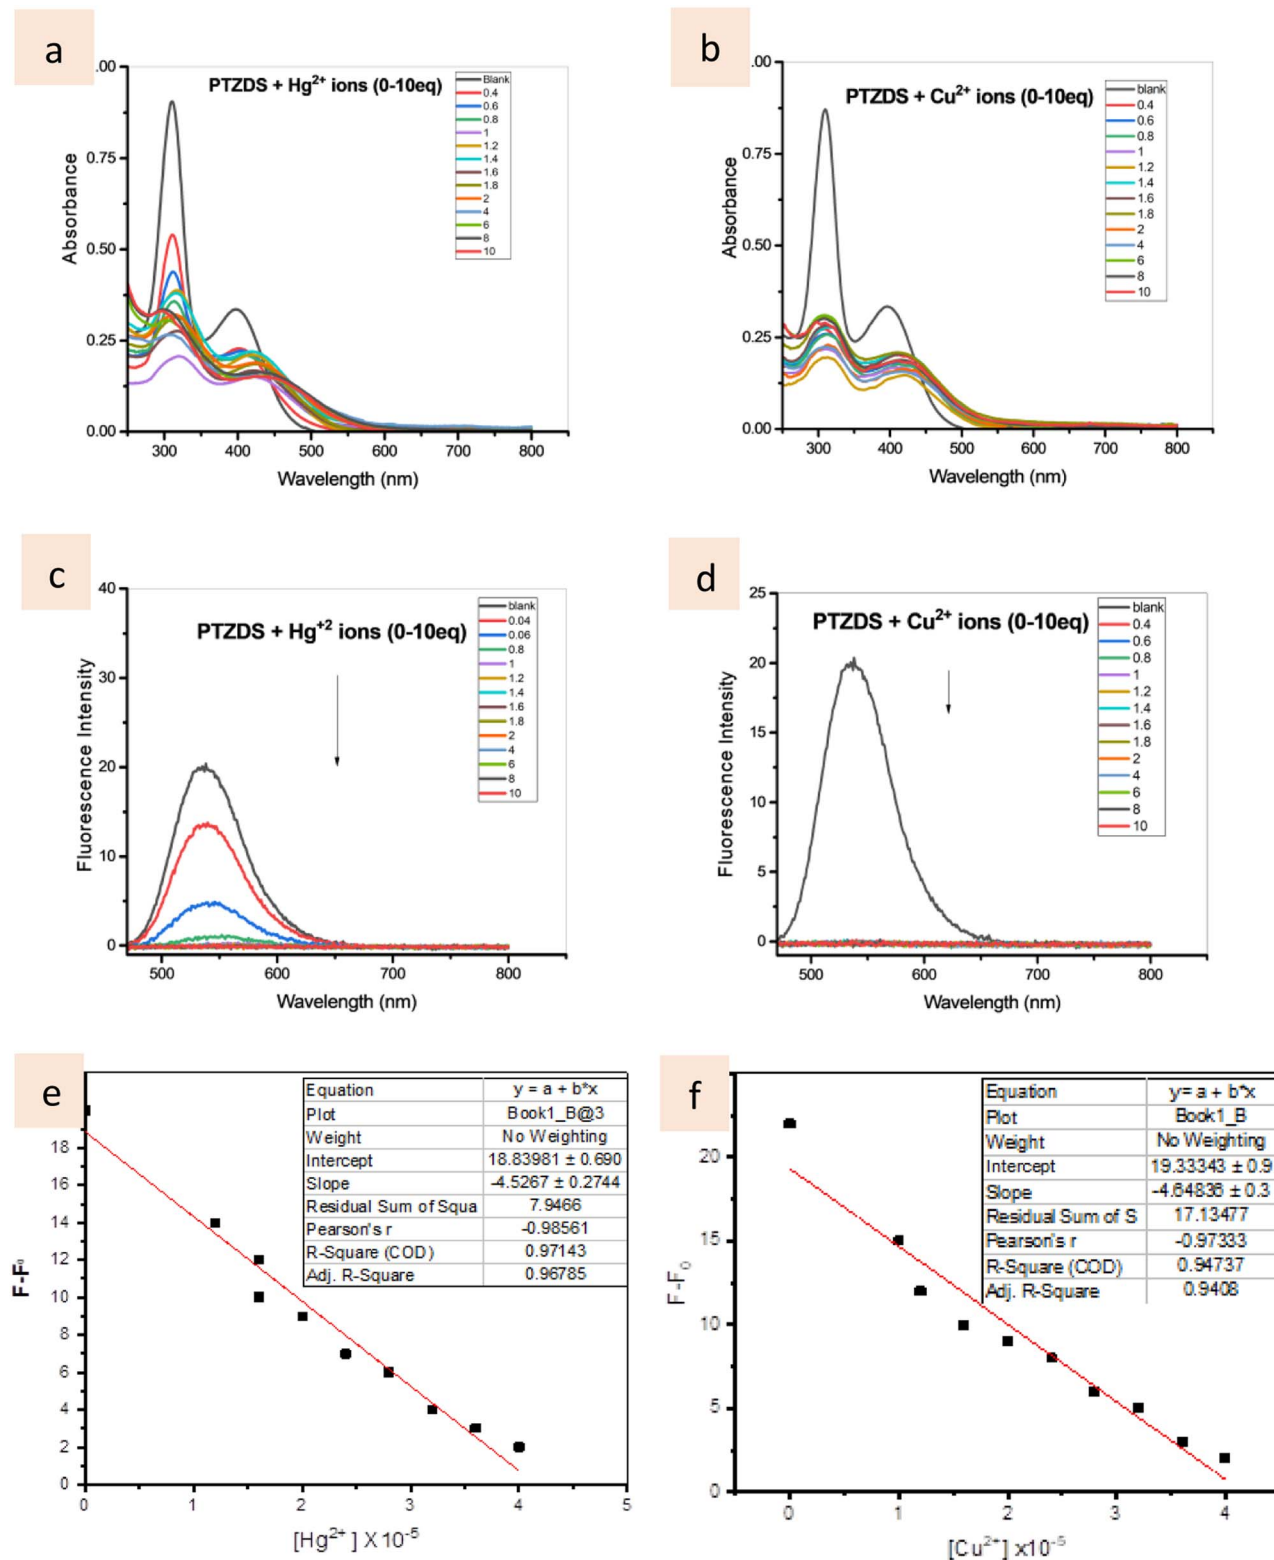 a
PTZDS + Hg²⁺ ions (0-10eq)
Blank
0.4
0.6
0.8
1
1.2
1.4
1.6
1.8
2
4
6
8
10
.00
0.75
0.50
0.25
0.00
Absorbance
300 400 500 600 700 800
Wavelength (nm)
b
PTZDS + Cu²⁺ ions (0-10eq)
blank
0.4
0.6
0.8
1
1.2
1.4
1.6
1.8
2
4
6
8
10
.00
0.75
0.50
0.25
0.00
Absorbance
300 400 500 600 700 800
Wavelength (nm)
c
PTZDS + Hg⁺² ions (0-10eq)
blank
0.04
0.06
0.8
1
1.2
1.4
1.6
1.8
2
4
6
8
10
40
30
20
10
0
Fluorescence Intensity
500 600 700 800
Wavelength (nm)
d
PTZDS + Cu²⁺ ions (0-10eq)
blank
0.4
0.6
0.8
1
1.2
1.4
1.6
1.8
2
4
6
8
10
25
20
15
10
5
0
Fluorescence Intensity
500 600 700 800
Wavelength (nm)
e
Equation y = a + b*x
Plot Book1_B@3
Weight No Weighting
Intercept 18.83981 ± 0.690
Slope -4.5267 ± 0.2744
Residual Sum of Squa 7.9466
Pearson's r -0.98561
R-Square (COD) 0.97143
Adj. R-Square 0.96785
18
16
14
12
10
8
6
4
2
0
F-F₀
0 1 2 3 4 5
[Hg²⁺] X 10⁻⁵
f
Equation y= a + b*x
Plot Book1_B
Weight No Weighting
Intercept 19.33343 ± 0.9
Slope -4.64836 ± 0.3
Residual Sum of S 17.13477
Pearson's r -0.97333
R-Square (COD) 0.94737
Adj. R-Square 0.9408
20
15
10
5
0
F-F₀
0 1 2 3 4
[Cu²⁺] x10⁻⁵